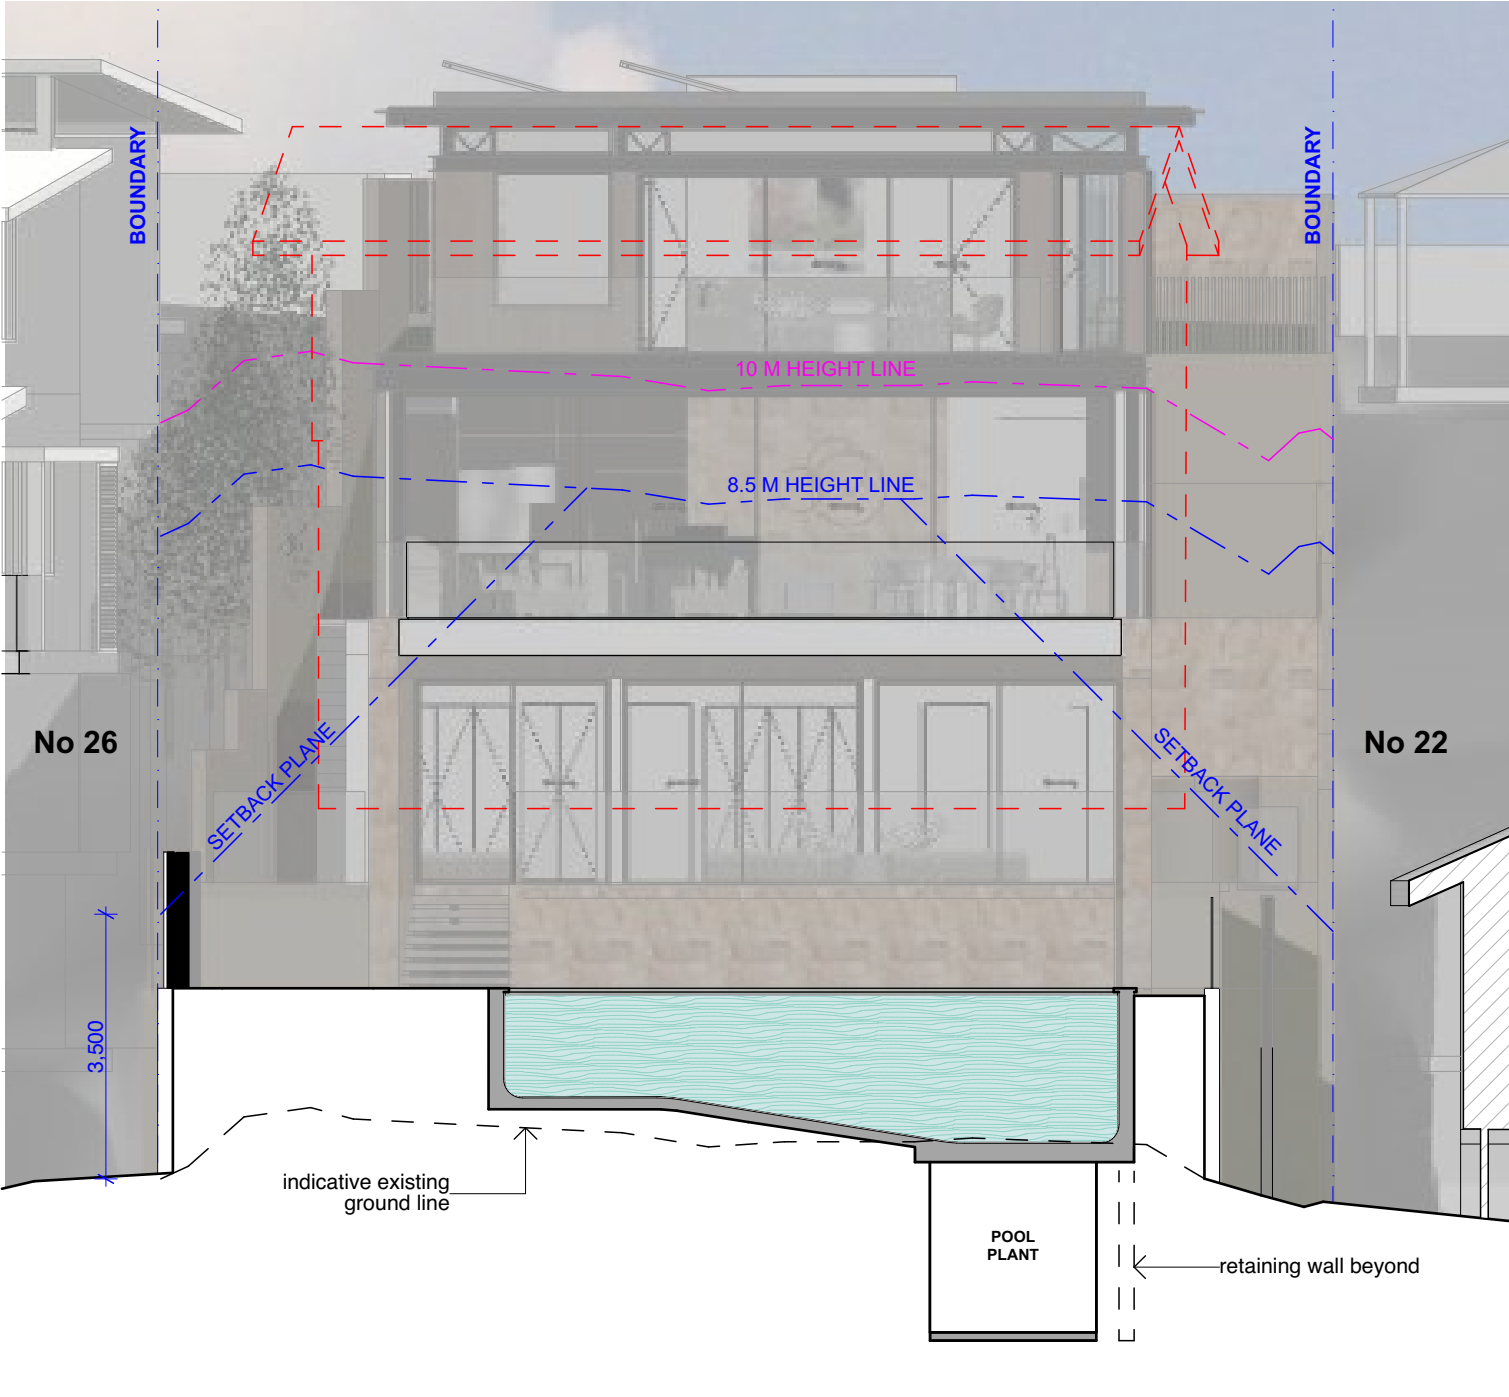 BOUNDARY
BOUNDARY
10 M HEIGHT LINE
8.5 M HEIGHT LINE
No 26
SETBACK PLANE
SETBACK PLANE
No 22
3,500
indicative existing
ground line
POOL
PLANT
retaining wall beyond